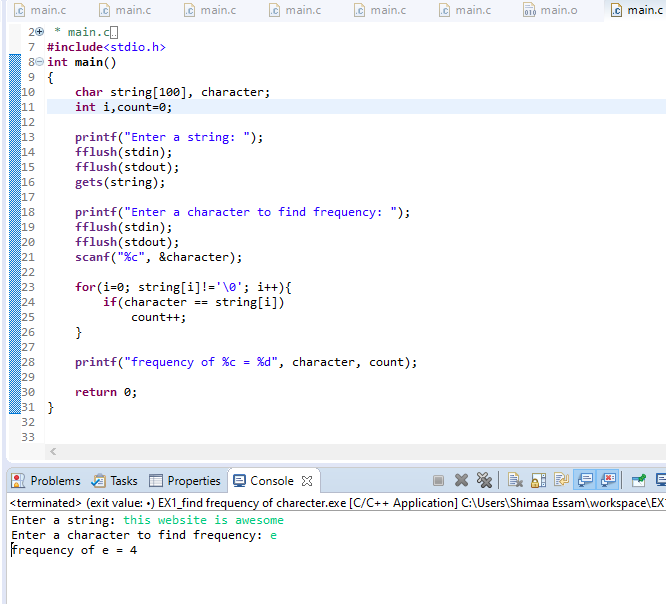 main.c main.c main.c main.c main.c main.c main.o main.c
2 * main.c
7 #include<stdio.h>
8 int main()
9 {
10 char string[100], character;
11 int i,count=0;
12
13 printf("Enter a string: ");
14 fflush(stdin);
15 fflush(stdout);
16 gets(string);
17
18 printf("Enter a character to find frequency: ");
19 fflush(stdin);
20 fflush(stdout);
21 scanf("%c", &character);
22
23 for(i=0; string[i]!='\0'; i++){
24 if(character == string[i])
25 count++;
26 }
27
28 printf("frequency of %c = %d", character, count);
29
30 return 0;
31 }
32
33
Problems Tasks Properties Console
<terminated> (exit value: •) EX1_find frequency of charecter.exe [C/C++ Application] C:\Users\Shimaa Essam\workspace\EX
Enter a string: this website is awesome
Enter a character to find frequency: e
frequency of e = 4